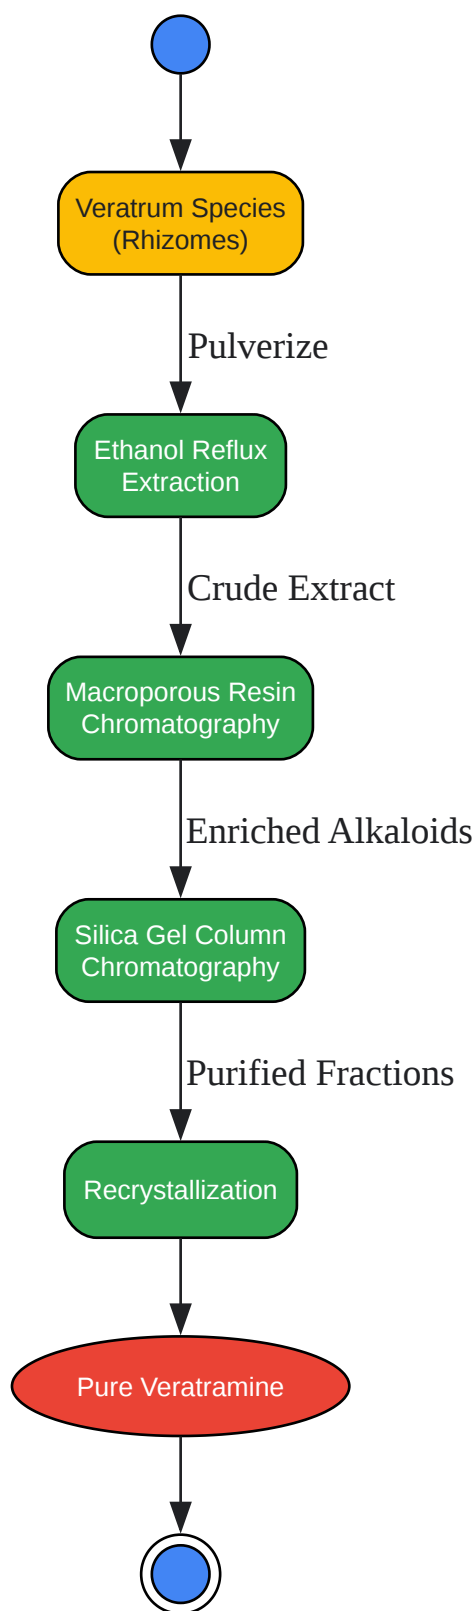 Veratrum Species
(Rhizomes)
Pulverize
Ethanol Reflux
Extraction
Crude Extract
Macroporous Resin
Chromatography
Enriched Alkaloids
Silica Gel Column
Chromatography
Purified Fractions
Recrystallization
Pure Veratramine